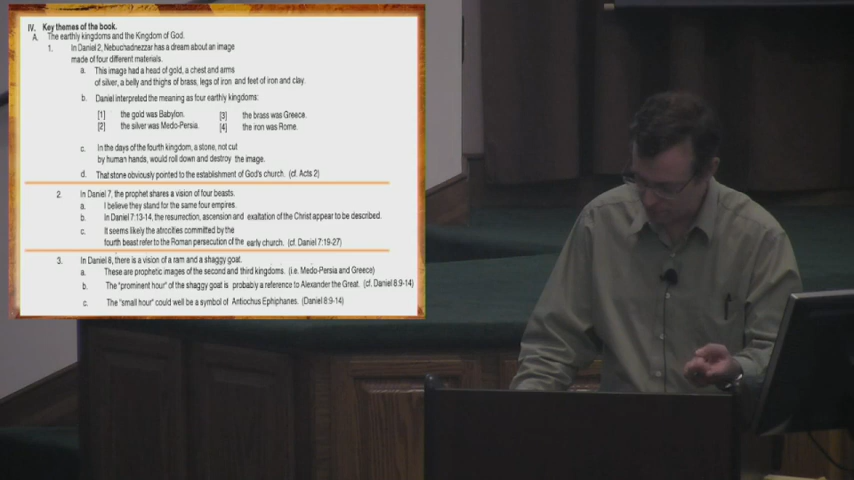 IV. Key themes of the book.
A. The earthly kingdoms and the Kingdom of God.
1. In Daniel 2, Nebuchadnezzar has a dream about an image
made of four different materials.
a. This image had a head of gold, a chest and arms
of silver, a belly and thighs of brass, legs of iron and feet of iron and clay.
b. Daniel interpreted the meaning as four earthly kingdoms:
[1] the gold was Babylon. [3] the brass was Greece.
[2] the silver was Medo-Persia. [4] the iron was Rome.
c. In the days of the fourth kingdom, a stone, not cut
by human hands, would roll down and destroy the image.
d. That stone obviously pointed to the establishment of God's church. (cf. Acts 2)
2. In Daniel 7, the prophet shares a vision of four beasts.
a. I believe they stand for the same four empires.
b. In Daniel 7:13-14, the resurection, ascension and exaltation of the Christ appear to be described.
c. It seems likely the atrocities committed by the
fourth beast refer to the Roman persecution of the early church. (cf. Daniel 7:19-27)
3. In Daniel 8, there is a vision of a ram and a shaggy goat.
a. These are prophetic images of the second and third kingdoms. (i.e. Medo-Persia and Greece)
b. The "prominent hour" of the shaggy goat is probably a reference to Alexander the Great. (cf. Daniel 8:9-14)
c. The "small hour" could well be a symbol of Antiochus Ephiphanes. (Daniel 8:9-14)